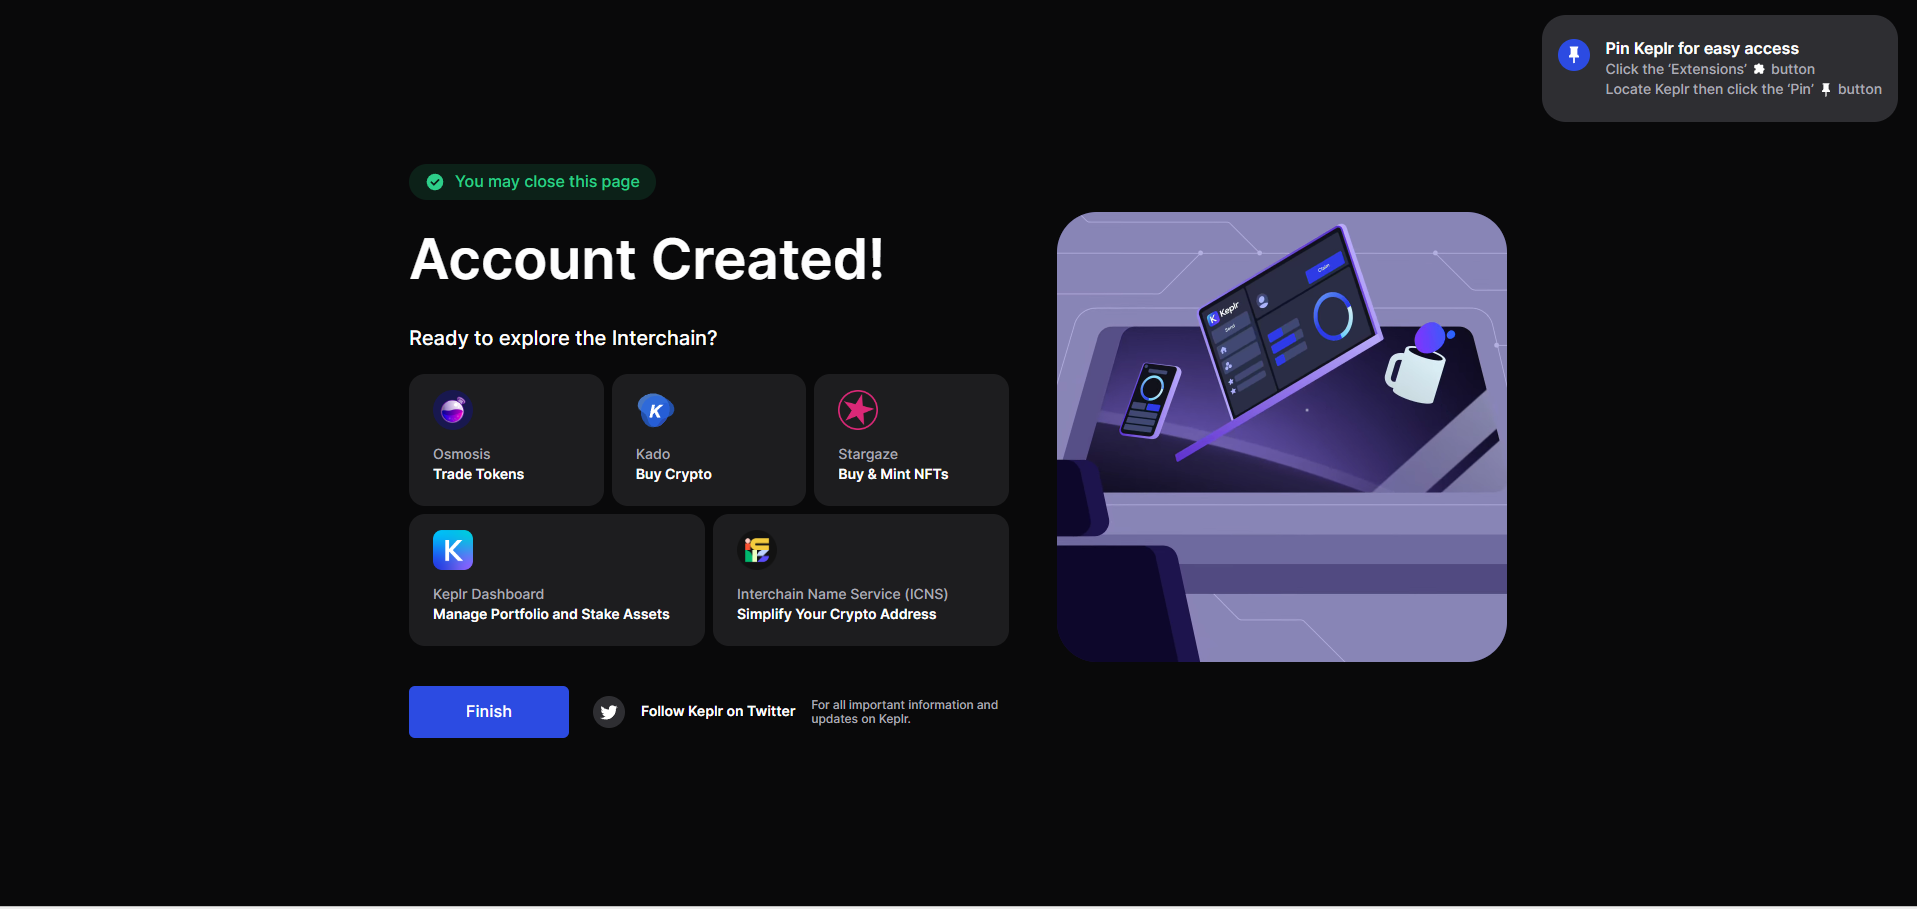 Pin Keplr for easy access
Click the ‘Extensions’ button
Locate Keplr then click the ‘Pin’ button
You may close this page
Account Created!
Ready to explore the Interchain?
Osmosis
Trade Tokens
Kado
Buy Crypto
Stargaze
Buy & Mint NFTs
Keplr Dashboard
Manage Portfolio and Stake Assets
Interchain Name Service (ICNS)
Simplify Your Crypto Address
Finish
Follow Keplr on Twitter
For all important information and
updates on Keplr.
Keplr
Send
Claim